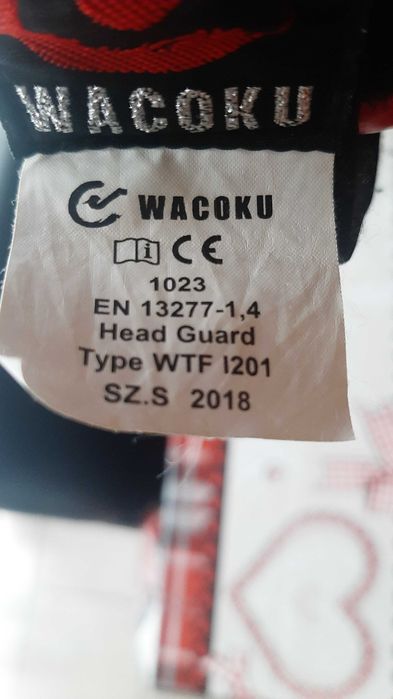 WACOKU
WACOKU
i CE
1023
EN 13277-1,4
Head Guard
Type WTF I201
SZ.S 2018